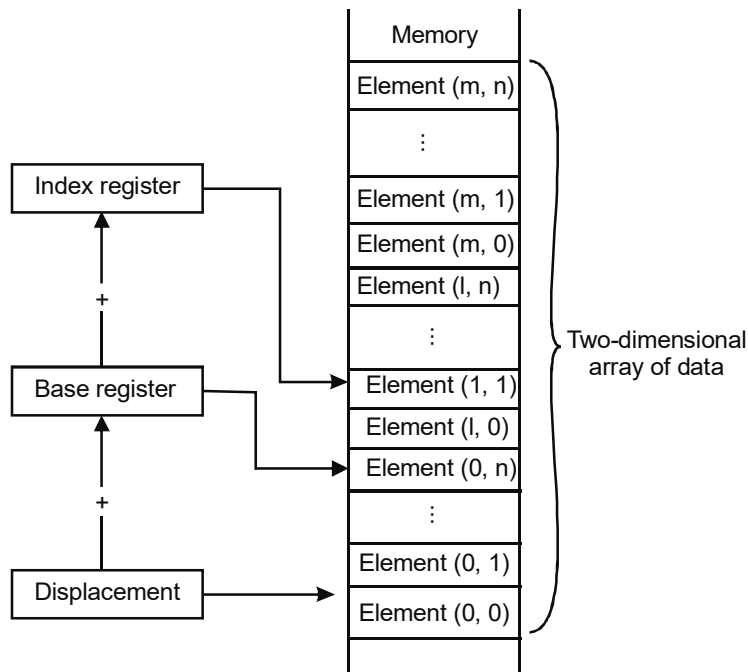 Memory
Element (m, n)
⋮
Index register
Element (m, 1)
Element (m, 0)
Element (l, n)
+
⋮
Two-dimensional
array of data
Base register
Element (1, 1)
Element (l, 0)
Element (0, n)
+
⋮
Element (0, 1)
Displacement
Element (0, 0)